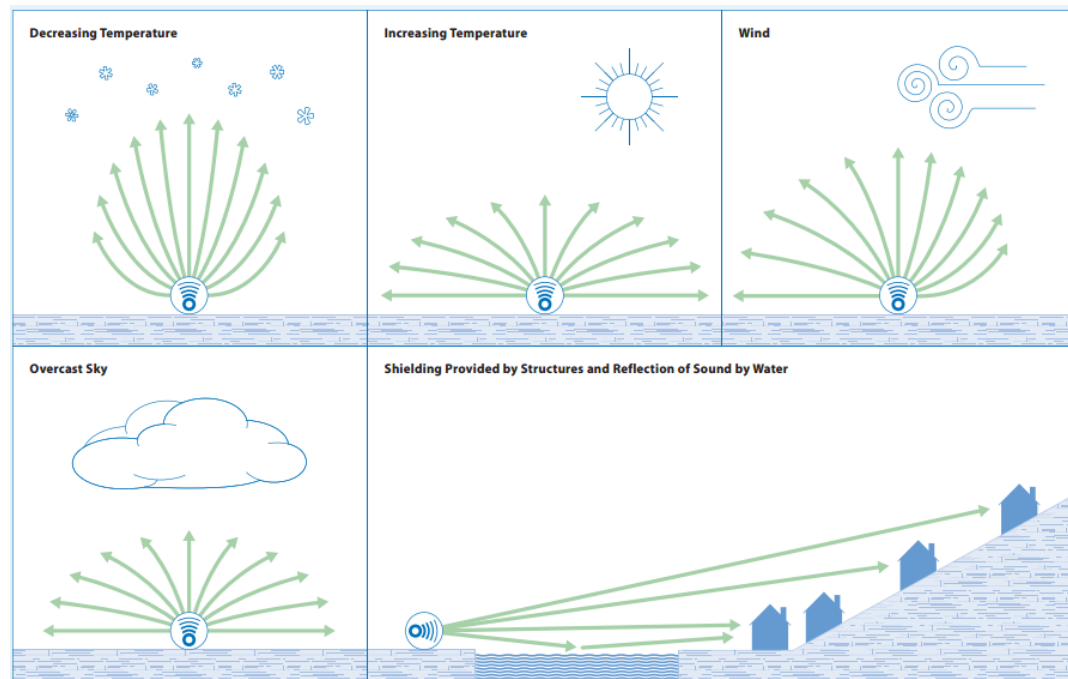 Decreasing Temperature
Increasing Temperature
Wind
Overcast Sky
Shielding Provided by Structures and Reflection of Sound by Water